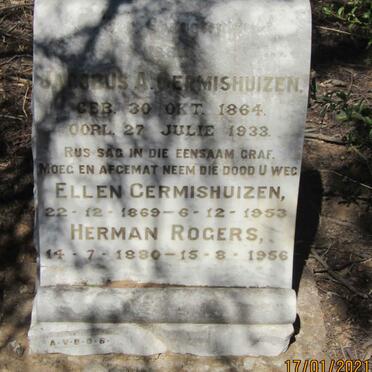 JACOBUS A. GERMISHUIZEN.
GEB. 30 OKT. 1864.
OORL. 27 JULIE 1933.
RUS SAG IN DIE EENSAAM GRAF.
MOEG EN AFGEMAT NEEM DIE DOOD U WEG
ELLEN GERMISHUIZEN,
22-12-1869-6-12-1953
HERMAN ROGERS,
14-7-1880-15-8-1956
17/01/2021